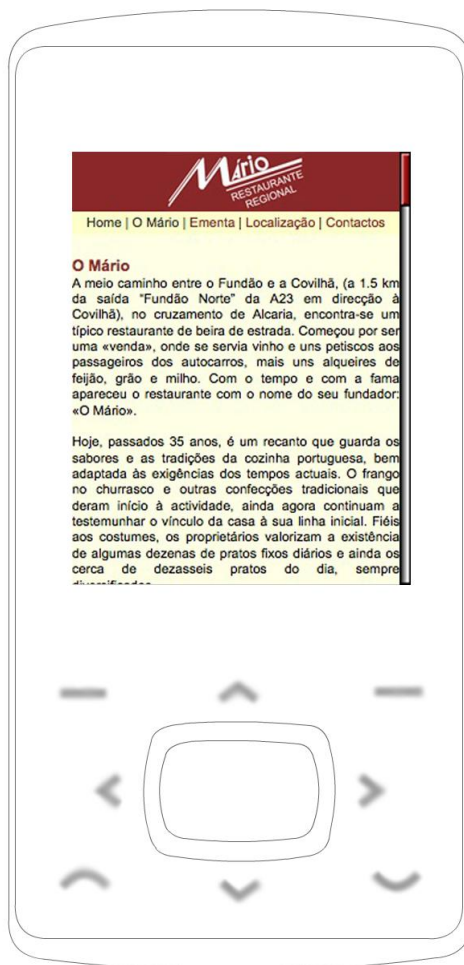 Mário
RESTAURANTE
REGIONAL
Home | O Mário | Ementa | Localização | Contactos
O Mário
A meio caminho entre o Fundão e a Covilhã, (a 1.5 km
da saída "Fundão Norte" da A23 em direcção à
Covilhã), no cruzamento de Alcaria, encontra-se um
típico restaurante de beira de estrada. Começou por ser
uma «venda», onde se servia vinho e uns petiscos aos
passageiros dos autocarros, mais uns alqueires de
feijão, grão e milho. Com o tempo e com a fama
apareceu o restaurante com o nome do seu fundador:
«O Mário».
Hoje, passados 35 anos, é um recanto que guarda os
sabores e as tradições da cozinha portuguesa, bem
adaptada às exigências dos tempos actuais. O frango
no churrasco e outras confecções tradicionais que
deram início à actividade, ainda agora continuam a
testemunhar o vínculo da casa à sua linha inicial. Fiéis
aos costumes, os proprietários valorizam a existência
de algumas dezenas de pratos fixos diários e ainda os
cerca de dezasseis pratos do dia, sempre